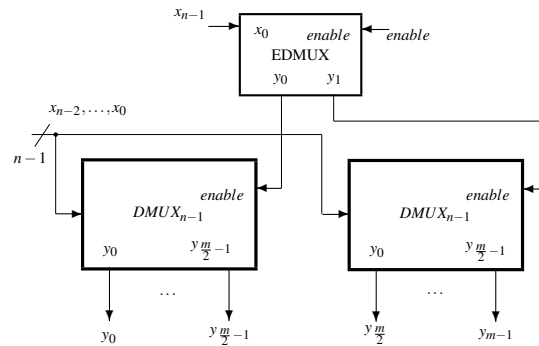 x_{n−1}
x_0 enable enable
EDMUX
y_0 y_1
x_{n−2},...,x_0
n−1
enable enable
DMUX_{n−1} DMUX_{n−1}
y_0 y_{m/2−1} y_0 y_{m/2−1}
... ...
y_0 y_{m/2−1} y_{m/2} y_{m−1}